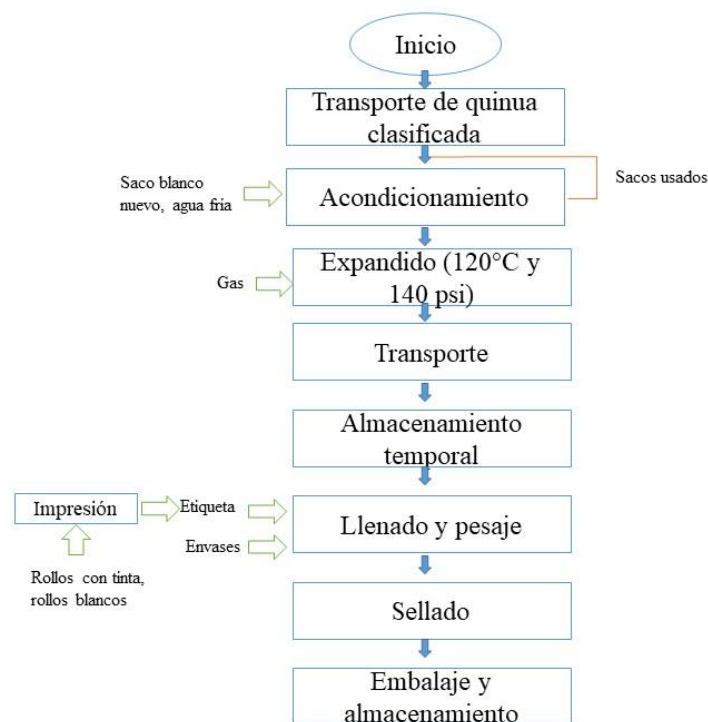 Inicio
Transporte de quinua
clasificada
Saco blanco
nuevo, agua fría
Acondicionamiento
Sacos usados
Expandido (120°C y
140 psi)
Gas
Transporte
Almacenamiento
temporal
Impresión
Etiqueta
Envases
Llenado y pesaje
Rollos con tinta,
rollos blancos
Sellado
Embalaje y
almacenamiento